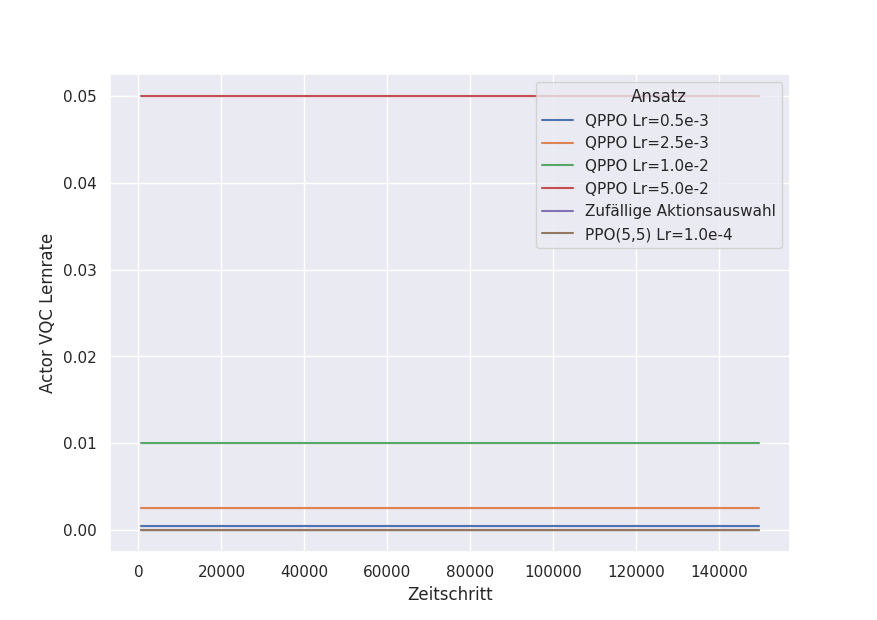 Ansatz
QPPO Lr=0.5e-3
QPPO Lr=2.5e-3
QPPO Lr=1.0e-2
QPPO Lr=5.0e-2
Zufällige Aktionsauswahl
PPO(5,5) Lr=1.0e-4
Actor VQC Lernrate
0.05
0.04
0.03
0.02
0.01
0.00
0 20000 40000 60000 80000 100000 120000 140000
Zeitschritt